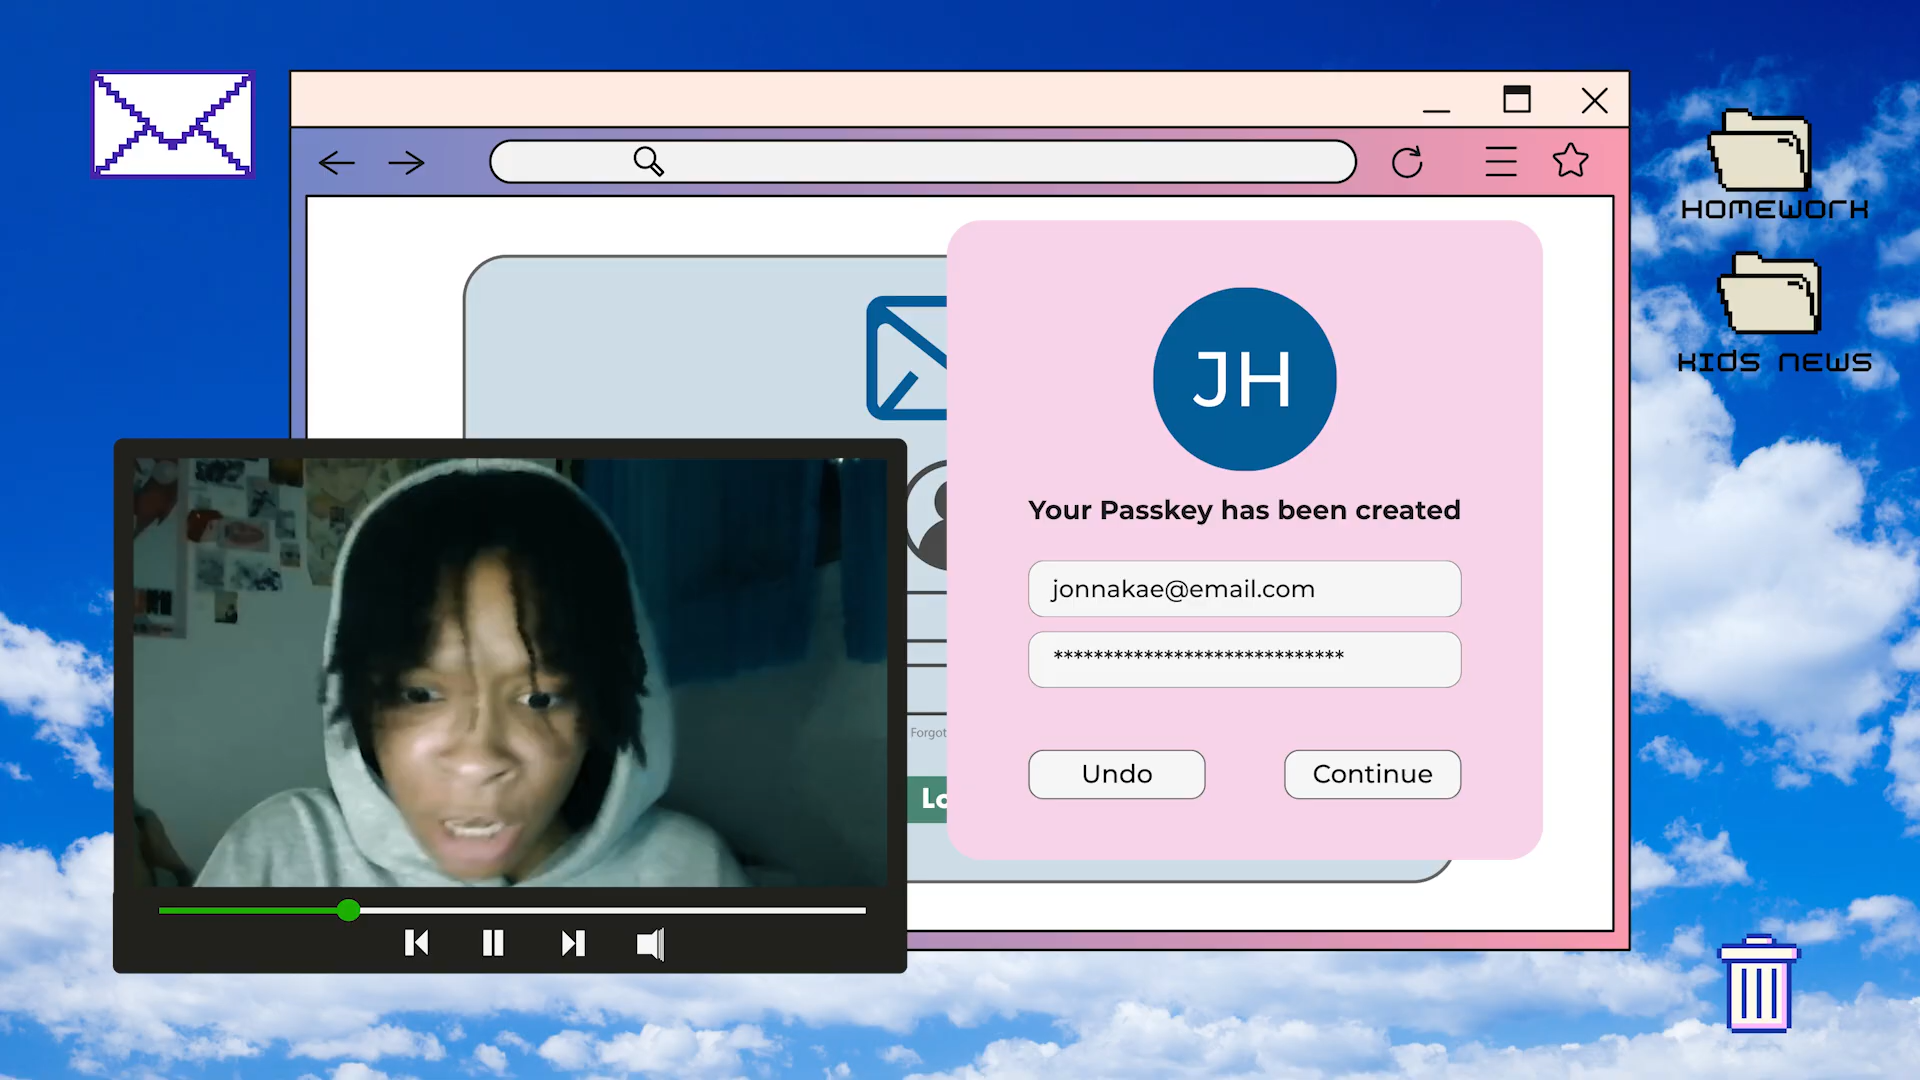 HOMEWORK
KIDS NEWS
JH
Your Passkey has been created
jonnakae@email.com
*****************************
Undo
Continue
Forgot
Lo